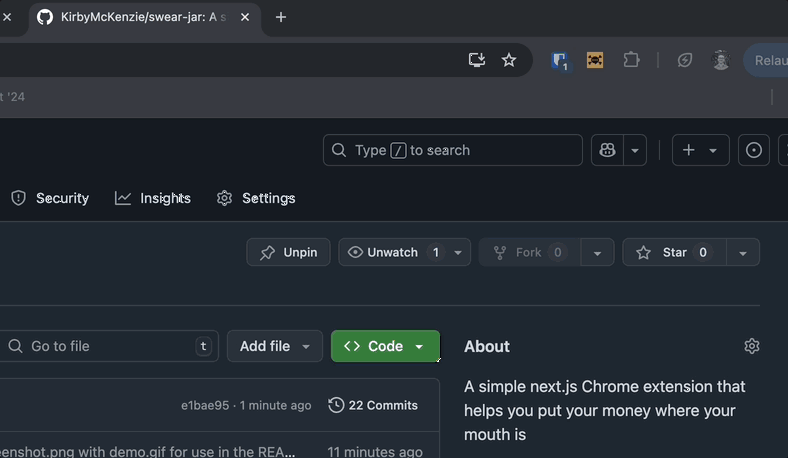 KirbyMcKenzie/swear-jar: A s
1
Relau
t '24
Type / to search
Security
Insights
Settings
Unpin
Unwatch 1
Fork 0
Star 0
Go to file
t
Add file
<> Code
About
A simple next.js Chrome extension that
helps you put your money where your
mouth is
e1bae95 · 1 minute ago
22 Commits
eenshot.png with demo.gif for use in the REA...
11 minutes ago